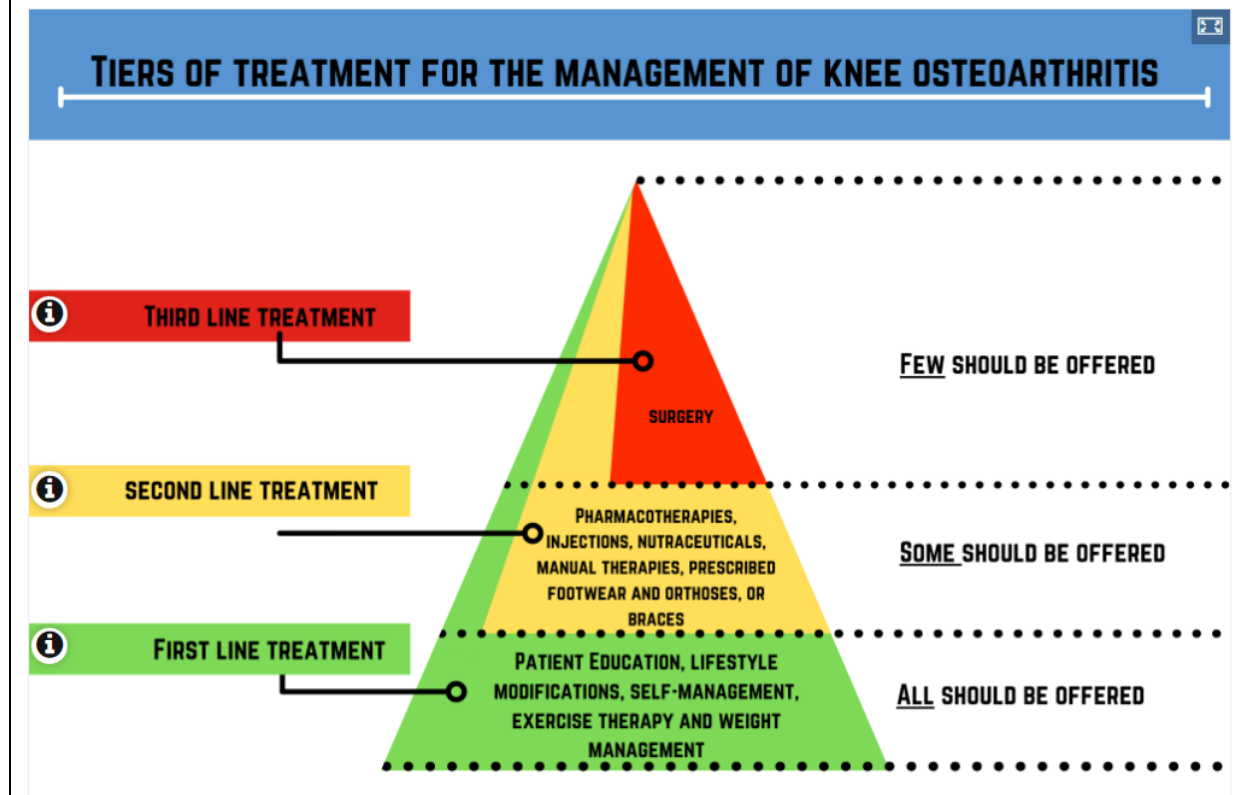 TIERS OF TREATMENT FOR THE MANAGEMENT OF KNEE OSTEOARTHRITIS
THIRD LINE TREATMENT
SURGERY
FEW SHOULD BE OFFERED
SECOND LINE TREATMENT
PHARMACOTHERAPIES,
INJECTIONS, NUTRACEUTICALS,
MANUAL THERAPIES, PRESCRIBED
FOOTWEAR AND ORTHOSES, OR
BRACES
SOME SHOULD BE OFFERED
FIRST LINE TREATMENT
PATIENT EDUCATION, LIFESTYLE
MODIFICATIONS, SELF-MANAGEMENT,
EXERCISE THERAPY AND WEIGHT
MANAGEMENT
ALL SHOULD BE OFFERED